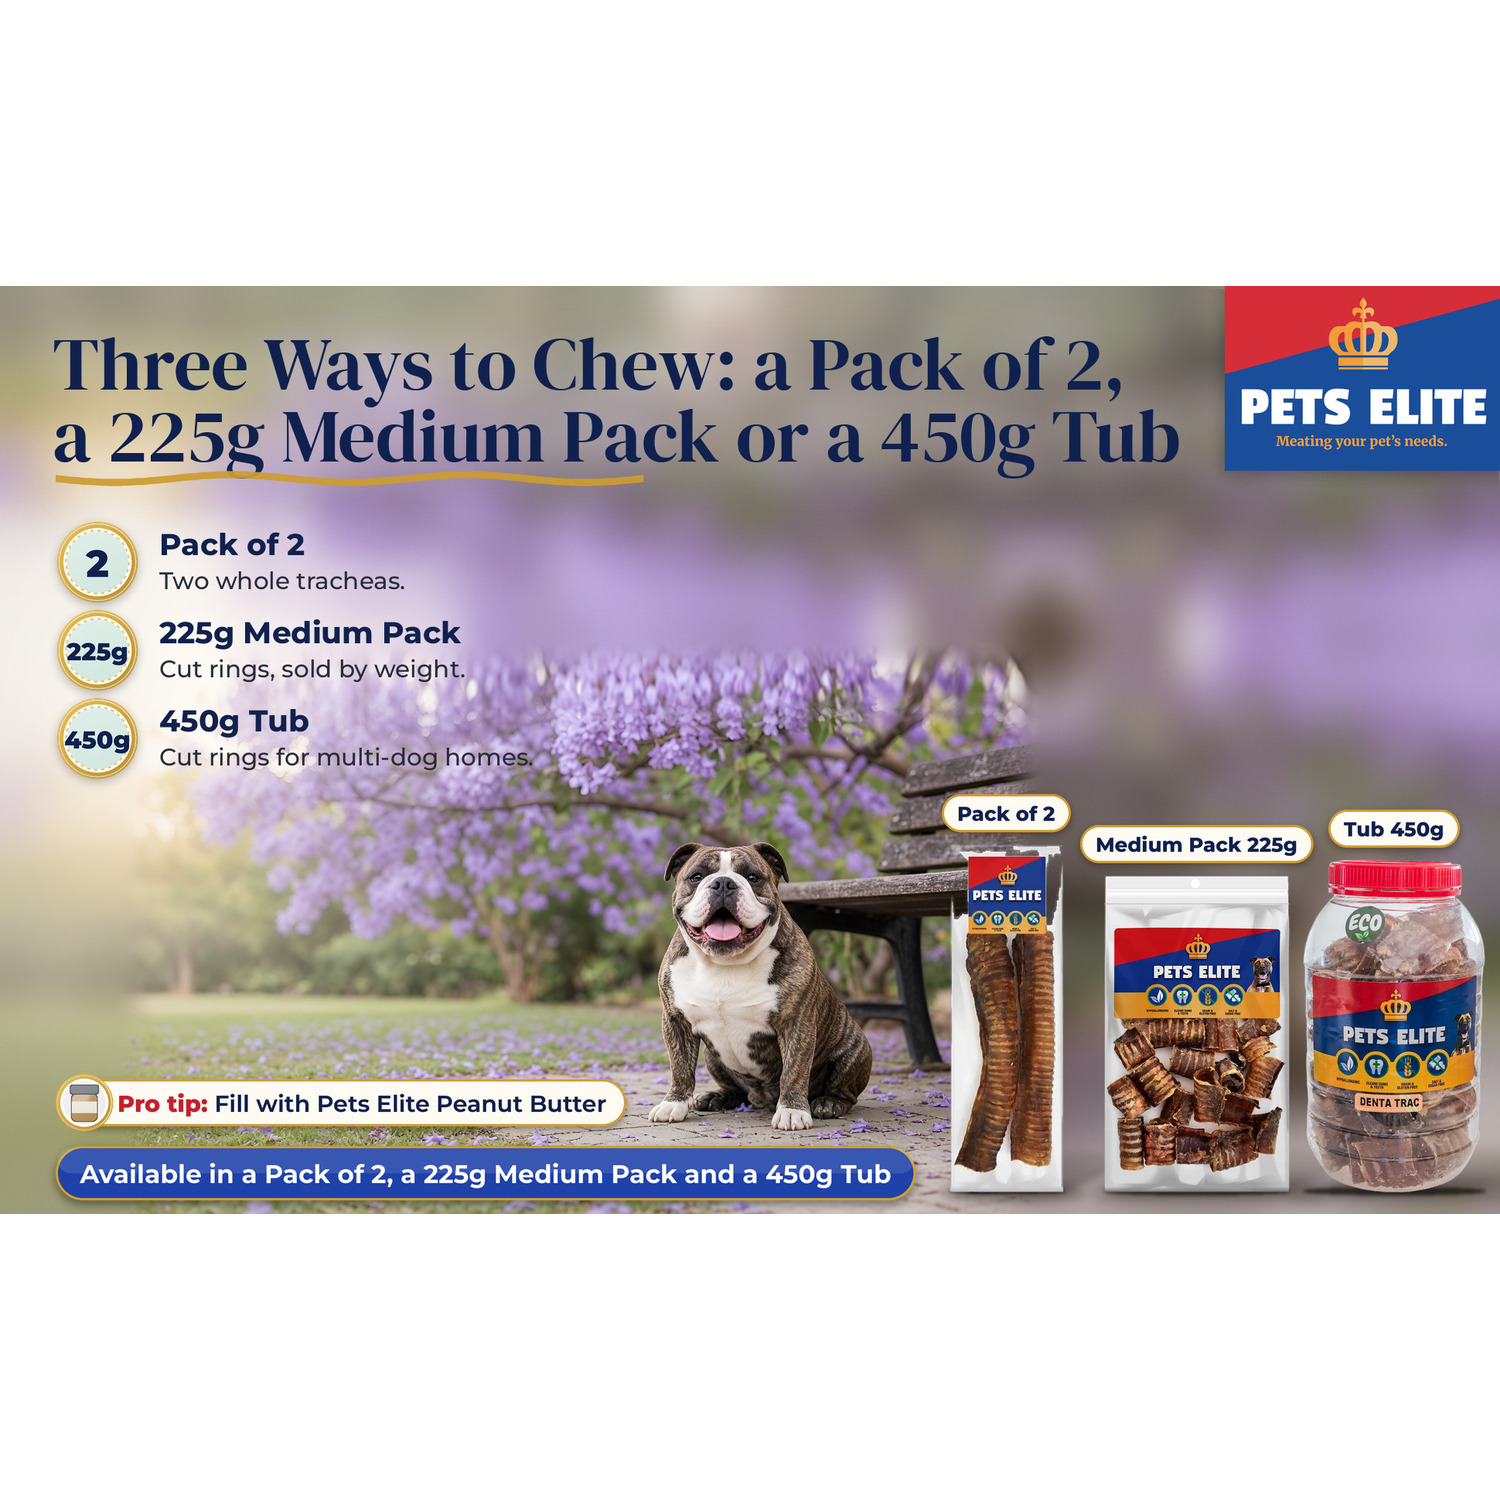 Three Ways to Chew: a Pack of 2,
a 225g Medium Pack or a 450g Tub
PETS ELITE
Meating your pet's needs.
2
Pack of 2
Two whole tracheas.
225g
225g Medium Pack
Cut rings, sold by weight.
450g
450g Tub
Cut rings for multi-dog homes.
Pack of 2
Medium Pack 225g
Tub 450g
PETS ELITE
PETS ELITE
ECO
PETS ELITE
DENTA TRAC
Pro tip: Fill with Pets Elite Peanut Butter
Available in a Pack of 2, a 225g Medium Pack and a 450g Tub